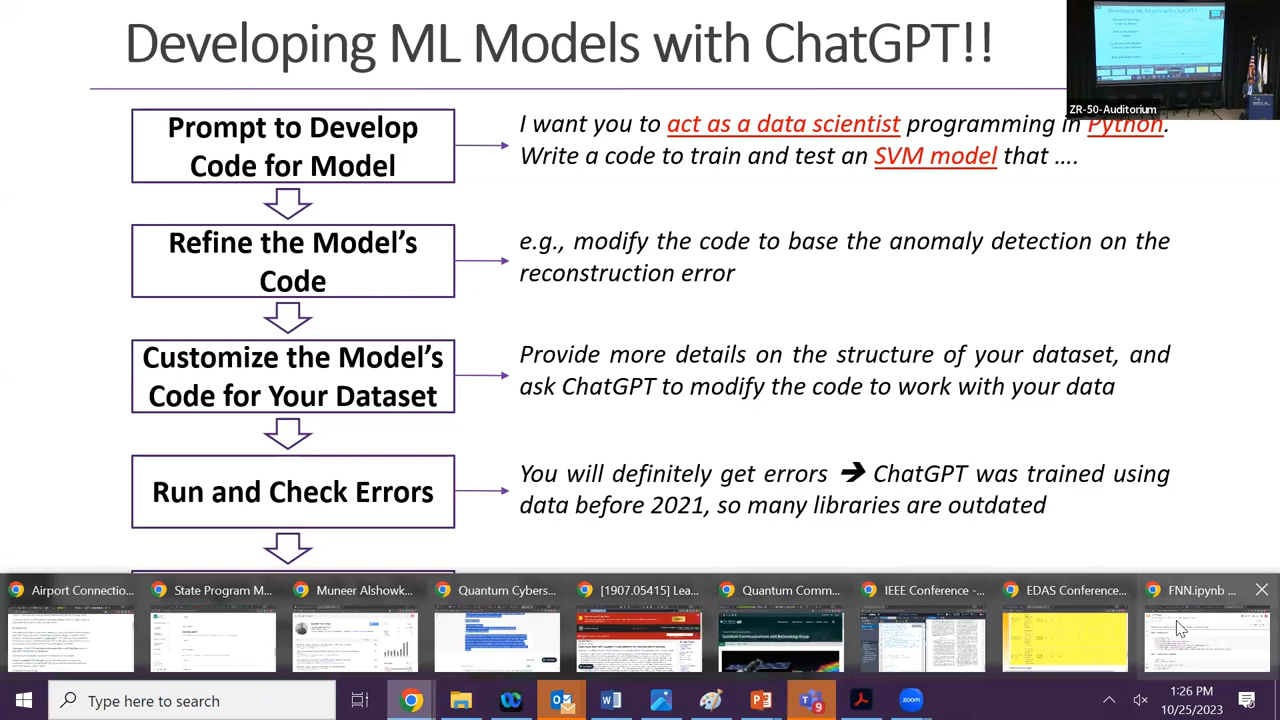 Developing ML Models with ChatGPT!!
ZR-50-Auditorium
Prompt to Develop
Code for Model
I want you to act as a data scientist programming in Python.
Write a code to train and test an SVM model that ….
Refine the Model's
Code
e.g., modify the code to base the anomaly detection on the
reconstruction error
Customize the Model's
Code for Your Dataset
Provide more details on the structure of your dataset, and
ask ChatGPT to modify the code to work with your data
Run and Check Errors
You will definitely get errors ➔ ChatGPT was trained using
data before 2021, so many libraries are outdated
Airport Connectio...
State Program M...
Muneer Alshowk...
Quantum Cybers...
[1907.05415] Lea...
Quantum Comm...
IEEE Conference -...
EDAS Conference...
FNN.ipynb ...
Type here to search
9
1:26 PM
10/25/2023